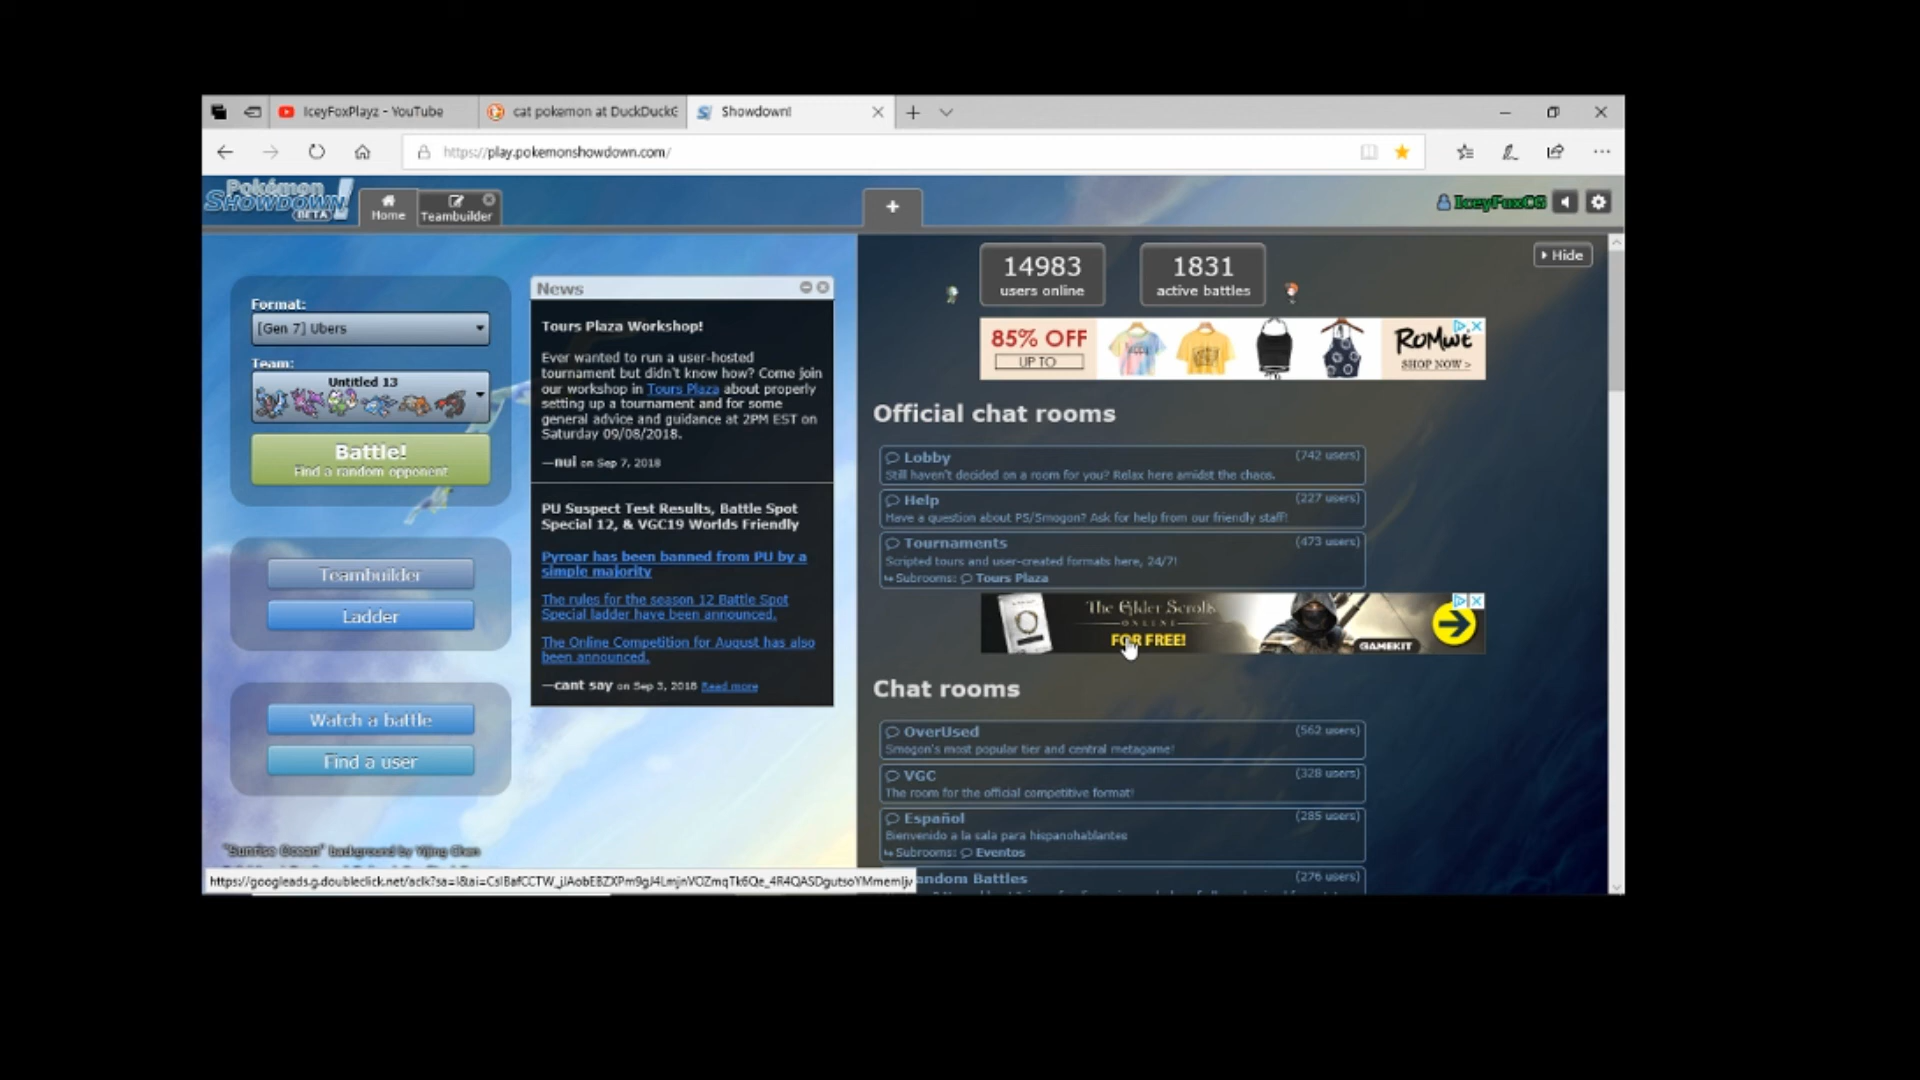 IceyFoxPlayz - YouTube
cat pokemon at DuckDuckG
Showdown!
https://play.pokemonshowdown.com/
Pokémon
SHOWDOWN!
BETA
Home
Teambuilder
+
IceyFoxCG
Format:
[Gen 7] Ubers
Team:
Untitled 13
Battle!
Find a random opponent
Teambuilder
Ladder
Watch a battle
Find a user
"Sunrise Ocean" background by Yijing Chen
News
Tours Plaza Workshop!
Ever wanted to run a user-hosted
tournament but didn't know how? Come join
our workshop in Tours Plaza about properly
setting up a tournament and for some
general advice and guidance at 2PM EST on
Saturday 09/08/2018.
—nui on Sep 7, 2018
PU Suspect Test Results, Battle Spot
Special 12, & VGC19 Worlds Friendly
Pyroar has been banned from PU by a
simple majority
The rules for the season 12 Battle Spot
Special ladder have been announced.
The Online Competition for August has also
been announced.
—cant say on Sep 3, 2018 Read more
14983
users online
1831
active battles
Hide
85% OFF
UP TO
ROMWE
SHOP NOW >
Official chat rooms
Lobby (742 users)
Still haven't decided on a room for you? Relax here amidst the chaos.
Help (227 users)
Have a question about PS/Smogon? Ask for help from our friendly staff!
Tournaments (473 users)
Scripted tours and user-created formats here, 24/7!
Subrooms: Tours Plaza
The Elder Scrolls
ONLINE
FOR FREE!
GAMEKIT
Chat rooms
OverUsed (562 users)
Smogon's most popular tier and central metagame!
VGC (328 users)
The room for the official competitive format!
Español (285 users)
Bienvenido a la sala para hispanohablantes
Subrooms: Eventos
andom Battles (276 users)